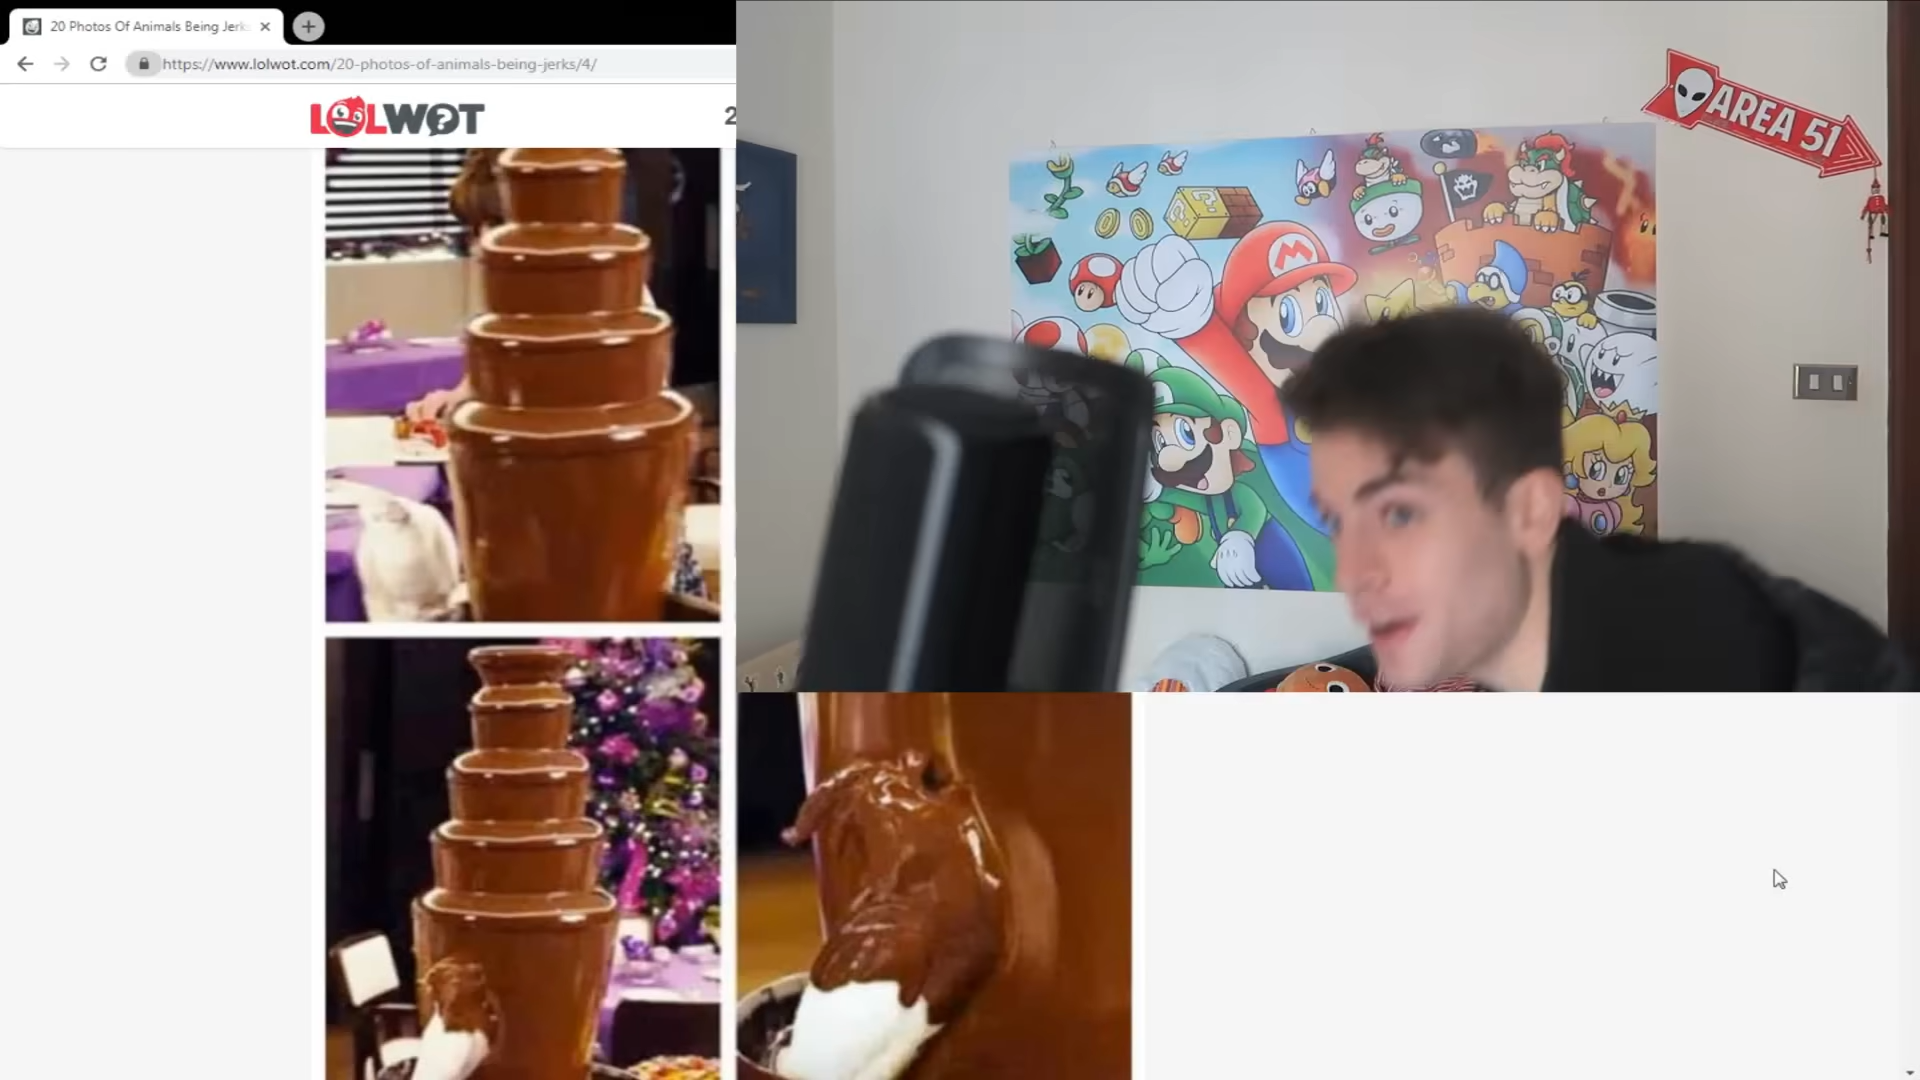 20 Photos Of Animals Being Jerk
https://www.lolwot.com/20-photos-of-animals-being-jerks/4/
LOLWOT
2
AREA 51
M
? ?
L